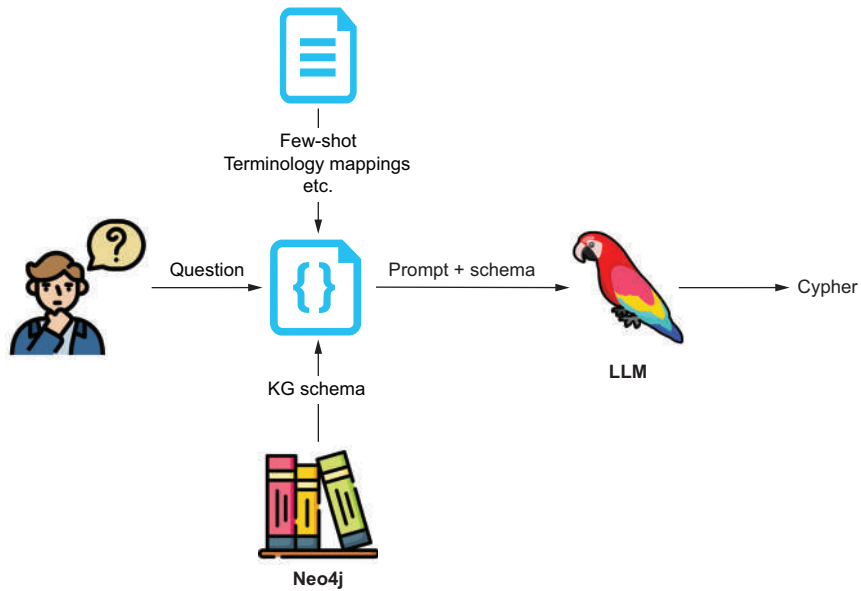 Few-shot
Terminology mappings
etc.
?
Question
{}
Prompt + schema
Cypher
LLM
KG schema
Neo4j